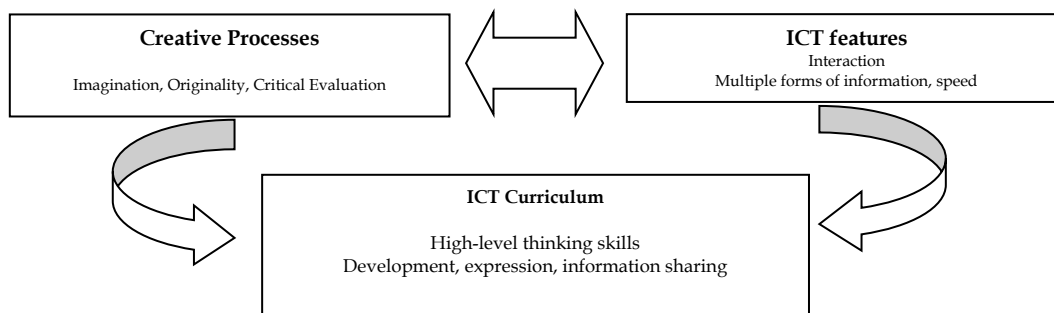 Creative Processes
Imagination, Originality, Critical Evaluation
ICT features
Interaction
Multiple forms of information, speed
ICT Curriculum
High-level thinking skills
Development, expression, information sharing